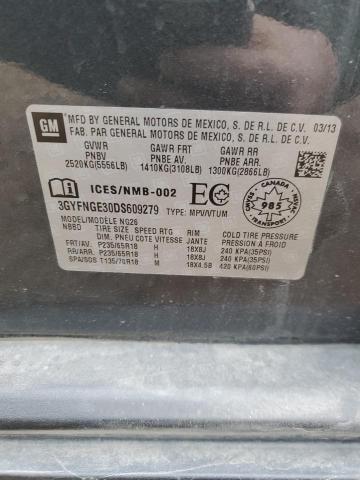 GM
MFD BY GENERAL MOTORS DE MEXICO, S. DE R.L. DE C.V. 03/13
FAB. PAR GENERAL MOTORS DE MEXICO, S. DE R.L. DE C.V.
GVWR GAWR FRT GAWR RR
PNBV PNBE AV. PNBE ARR.
2520KG(5556LB) 1410KG(3108LB) 1300KG(2866LB)
ICES/NMB-002 EC 985
3GYFNGE30DS609279 TYPE: MPV/VTUM
MODEL/MODÈLE NG26
NBBD TIRE SIZE SPEED RTG RIM COLD TIRE PRESSURE
DIM. PNEU COTE VITESSE JANTE PRESSION À FROID
FRT/AV. P235/65R18 H 18X8J 240 KPA(35PSI)
RR/ARR P235/65R18 H 18X8J 240 KPA(35PSI)
SPA/SOS T135/70R18 M 18X4.5B 420 KPA(60PSI)